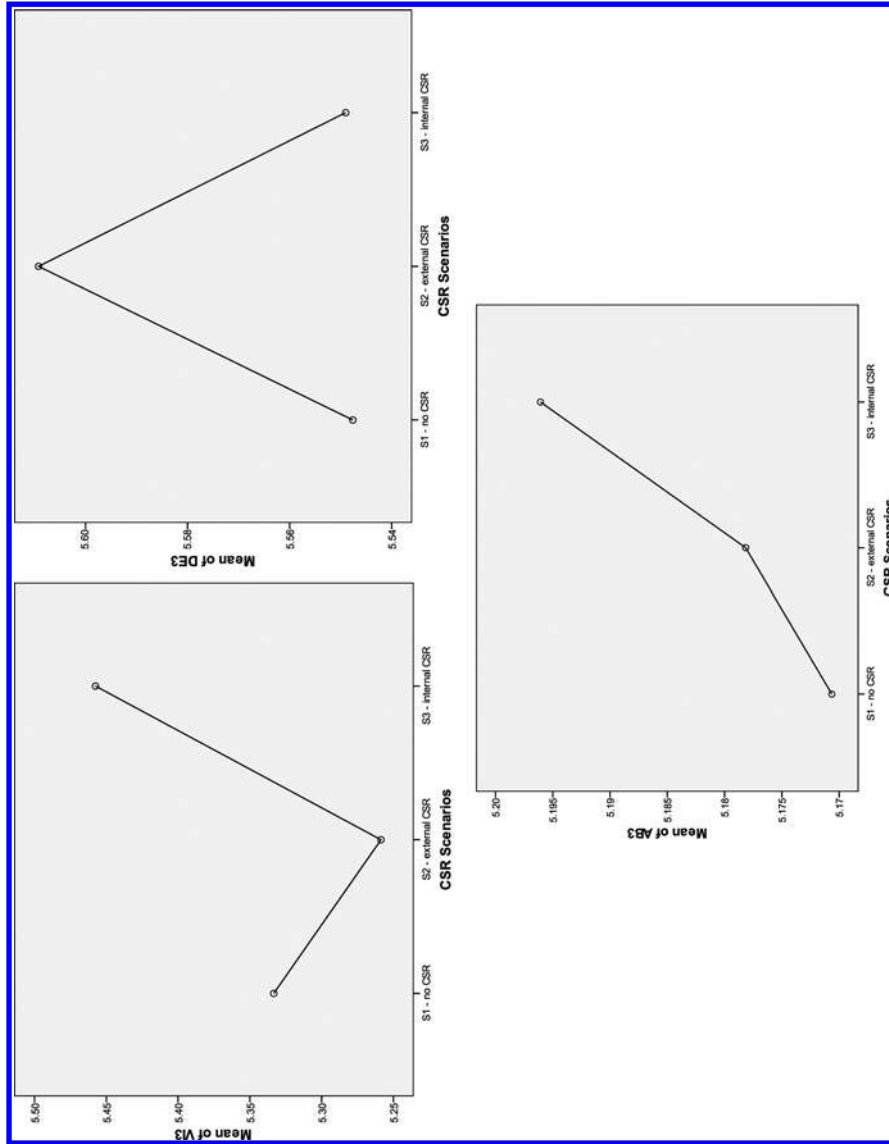 Mean of VI3
5.50
5.45
5.40
5.35
5.30
5.25
S1 - no CSR
S2 - external CSR
S3 - internal CSR
CSR Scenarios
Mean of DE3
5.60
5.58
5.56
5.54
S1 - no CSR
S2 - external CSR
S3 - internal CSR
CSR Scenarios
Mean of AB3
5.20
5.195
5.19
5.185
5.18
5.175
5.17
S1 - no CSR
S2 - external CSR
S3 - internal CSR
CSR Scenarios